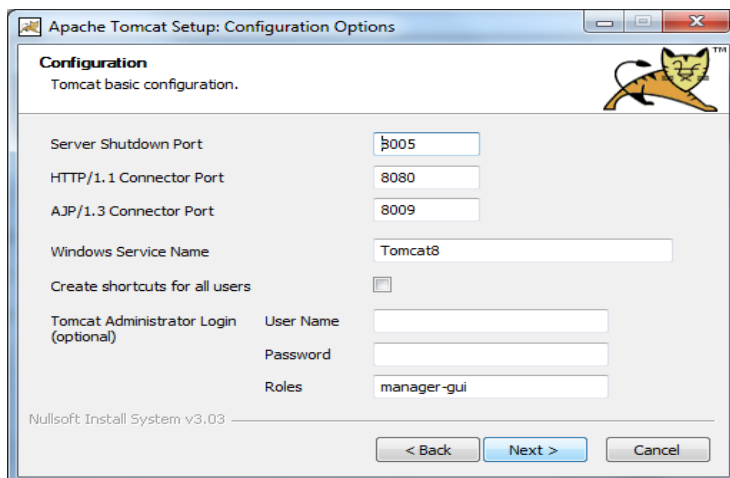 Apache Tomcat Setup: Configuration Options
Configuration
Tomcat basic configuration.
TM
Server Shutdown Port 8005
HTTP/1.1 Connector Port 8080
AJP/1.3 Connector Port 8009
Windows Service Name Tomcat8
Create shortcuts for all users
Tomcat Administrator Login (optional)
User Name
Password
Roles manager-gui
Nullsoft Install System v3.03
< Back Next > Cancel